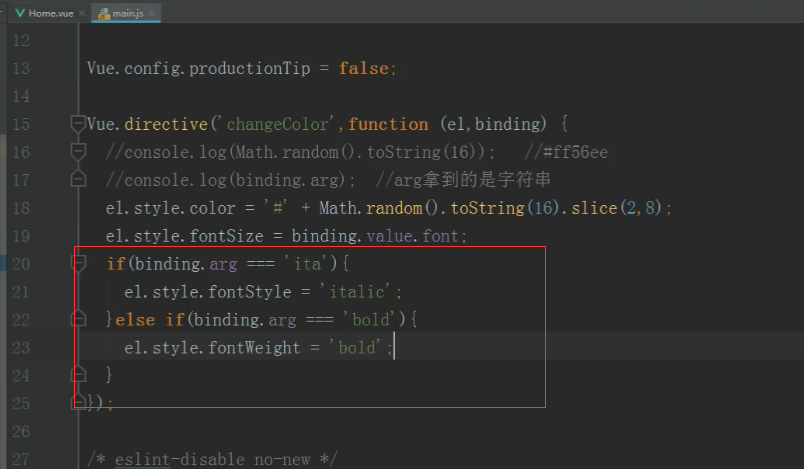 Home.vue main.js
12
13 Vue.config.productionTip = false;
14
15 Vue.directive('changeColor',function (el,binding) {
16 //console.log(Math.random().toString(16)); //#ff56ee
17 //console.log(binding.arg); //arg拿到的是字符串
18 el.style.color = '#' + Math.random().toString(16).slice(2,8);
19 el.style.fontSize = binding.value.font;
20 if(binding.arg === 'ita'){
21 el.style.fontStyle = 'italic';
22 }else if(binding.arg === 'bold'){
23 el.style.fontWeight = 'bold';
24 }
25 });
26
27 /* eslint-disable no-new */